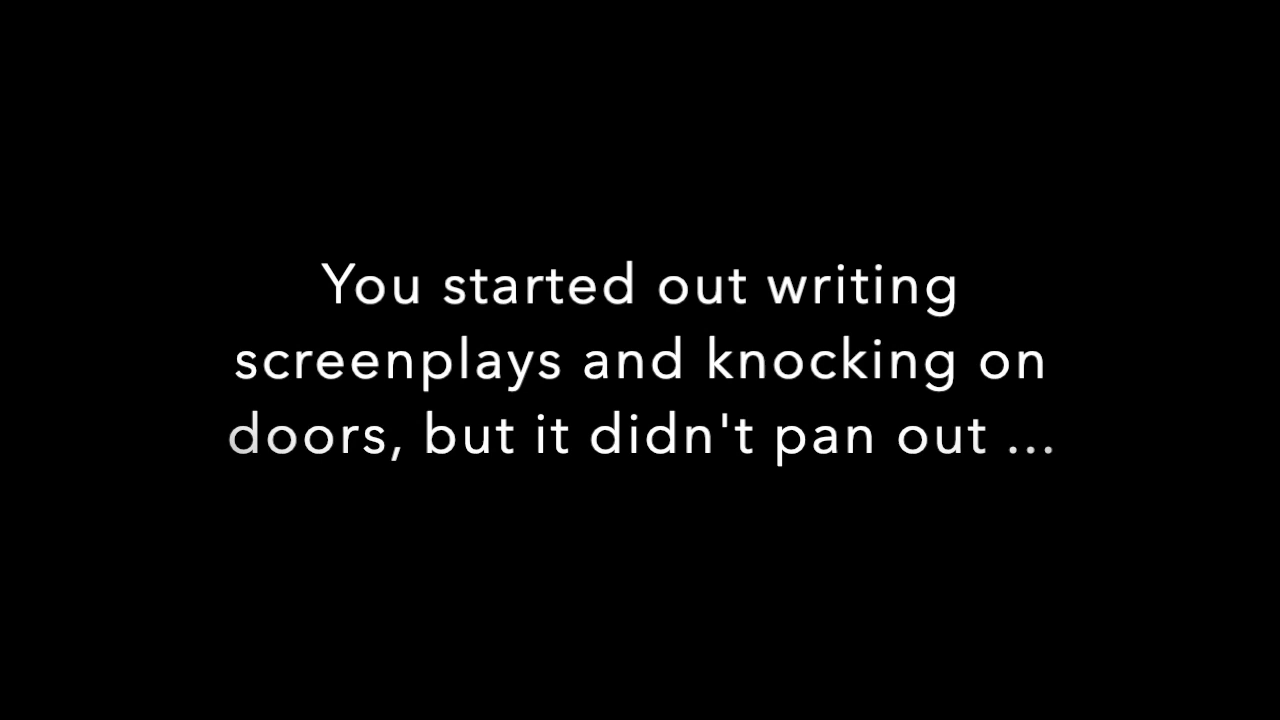 You started out writing
screenplays and knocking on
doors, but it didn't pan out ...